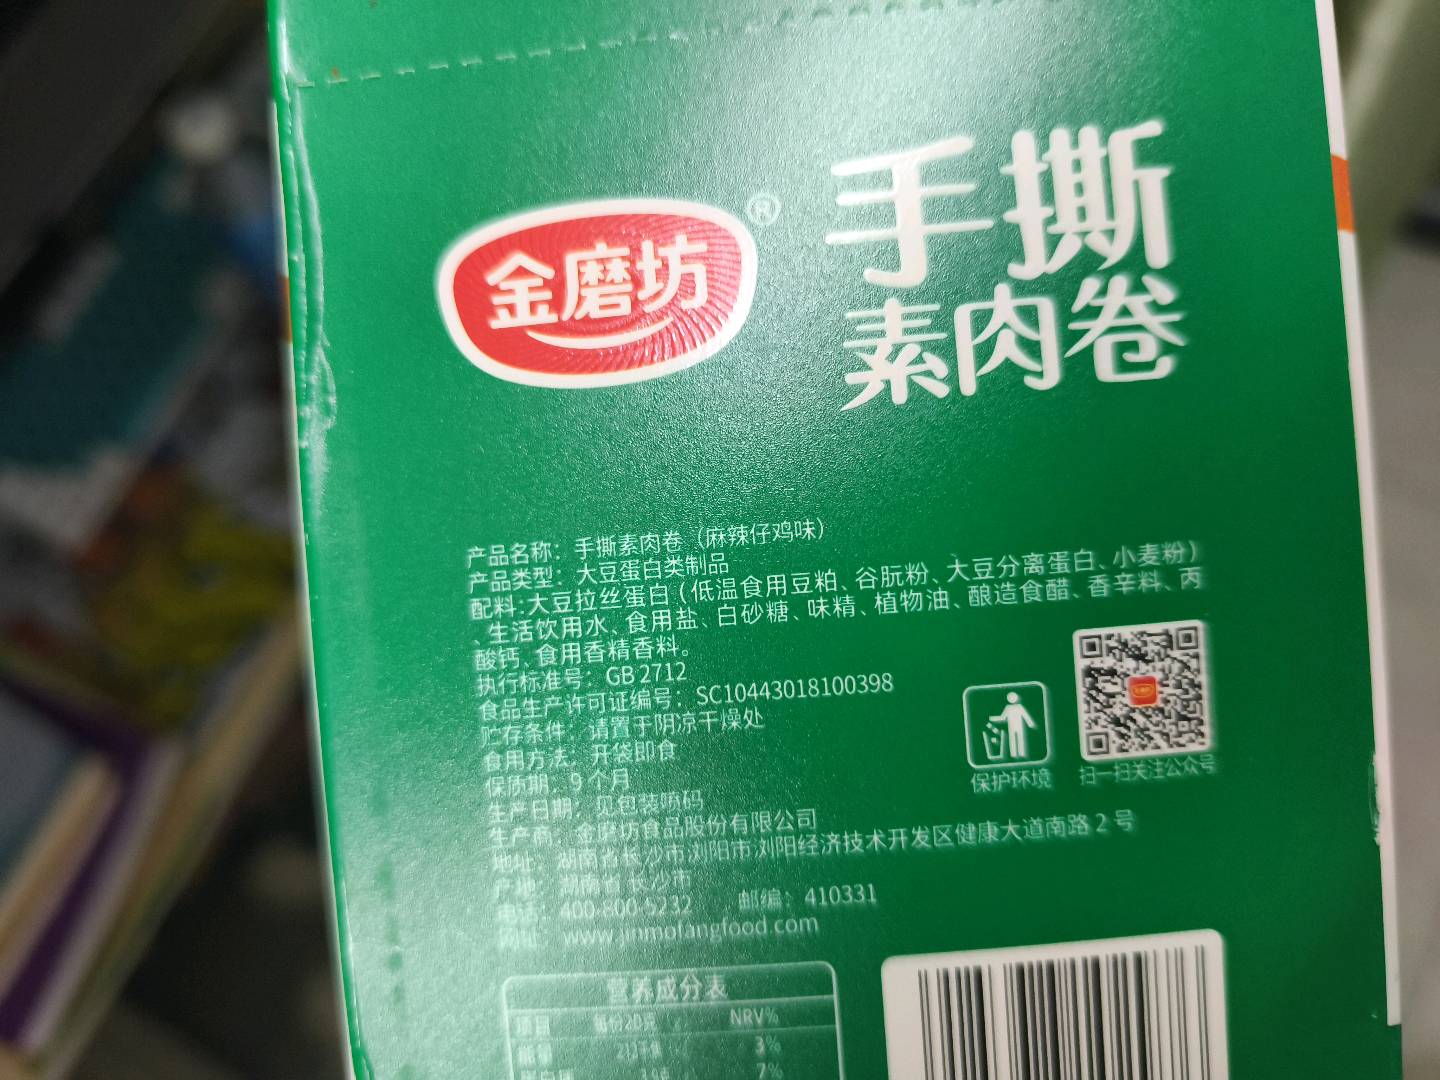 金磨坊®
手撕
素肉卷
产品名称：手撕素肉卷（麻辣仔鸡味）
产品类型：大豆蛋白类制品
配料：大豆拉丝蛋白（低温食用豆粕、谷朊粉、大豆分离蛋白、小麦粉）
、生活饮用水、食用盐、白砂糖、味精、植物油、酿造食醋、香辛料、丙
酸钙、食用香精香料。
执行标准号：GB 2712
食品生产许可证编号：SC10443018100398
贮存条件：请置于阴凉干燥处
食用方法：开袋即食
保质期：9个月
生产日期：见包装喷码
生产商：金磨坊食品股份有限公司
地址：湖南省长沙市浏阳市浏阳经济技术开发区健康大道南路2号
产地：湖南省 长沙市
电话：400-800-5232 邮编：410331
网址：www.jinmofangfood.com
保护环境
扫一扫关注公众号
营养成分表
项目 每份20克 NRV%
能量 3%
7%